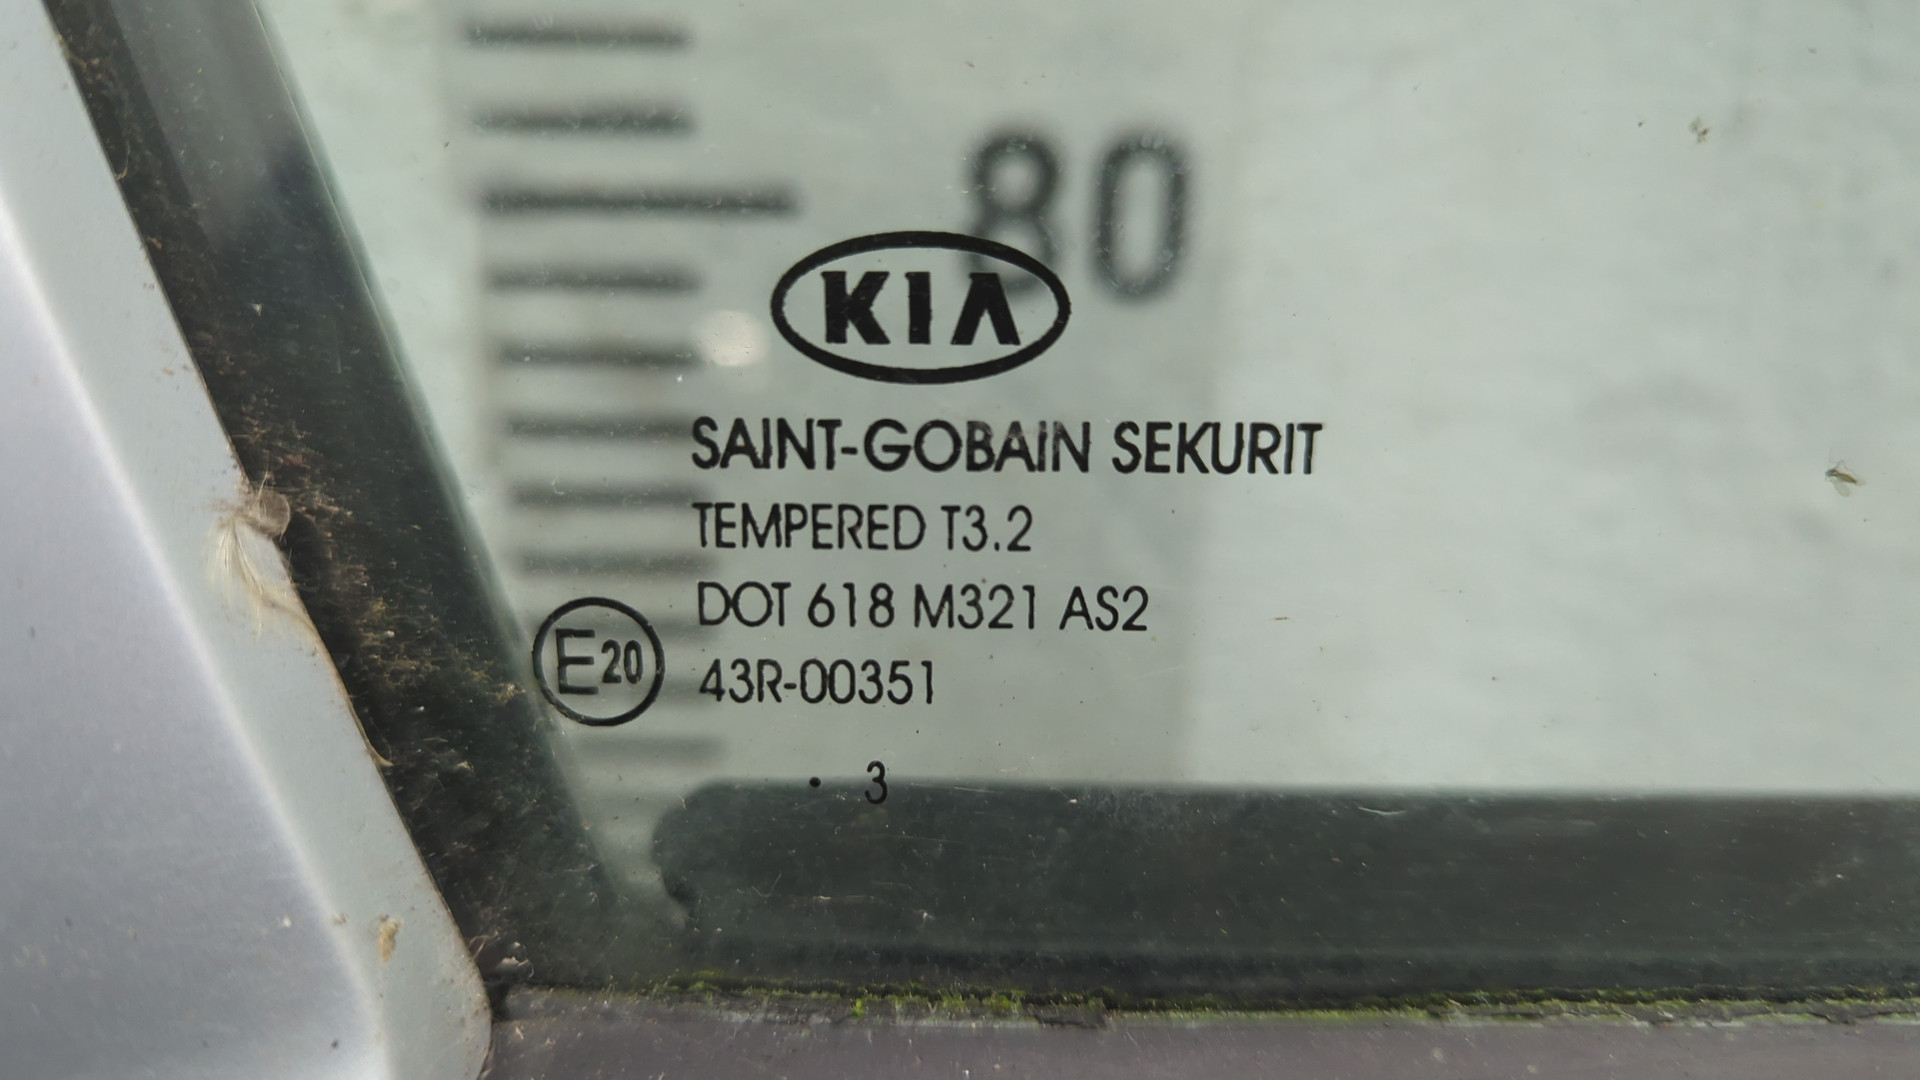 80
KIA
SAINT-GOBAIN SEKURIT
TEMPERED T3.2
DOT 618 M321 AS2
E20 43R-00351
. 3